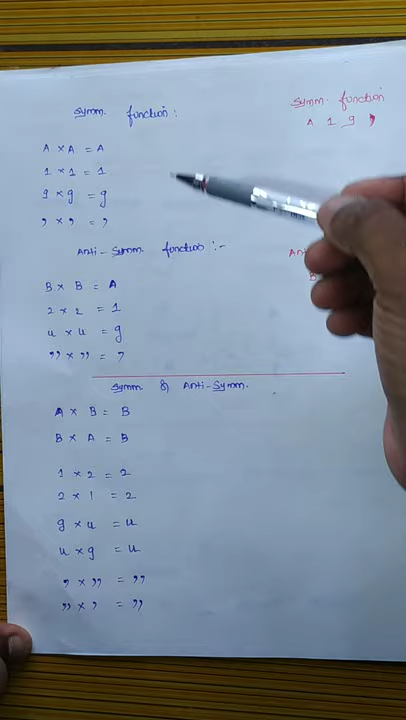 Symm. function :
A × A = A
1 × 1 = 1
g × g = g
' × ' = '
Anti - Symm. function :-
B × B = A
2 × 2 = 1
u × u = g
'' × '' = '
Symm & Anti-Symm.
A × B = B
B × A = B
1 × 2 = 2
2 × 1 = 2
g × u = u
u × g = u
' × '' = ''
'' × ' = ''
Symm. function
A 1 g '
Anti
B